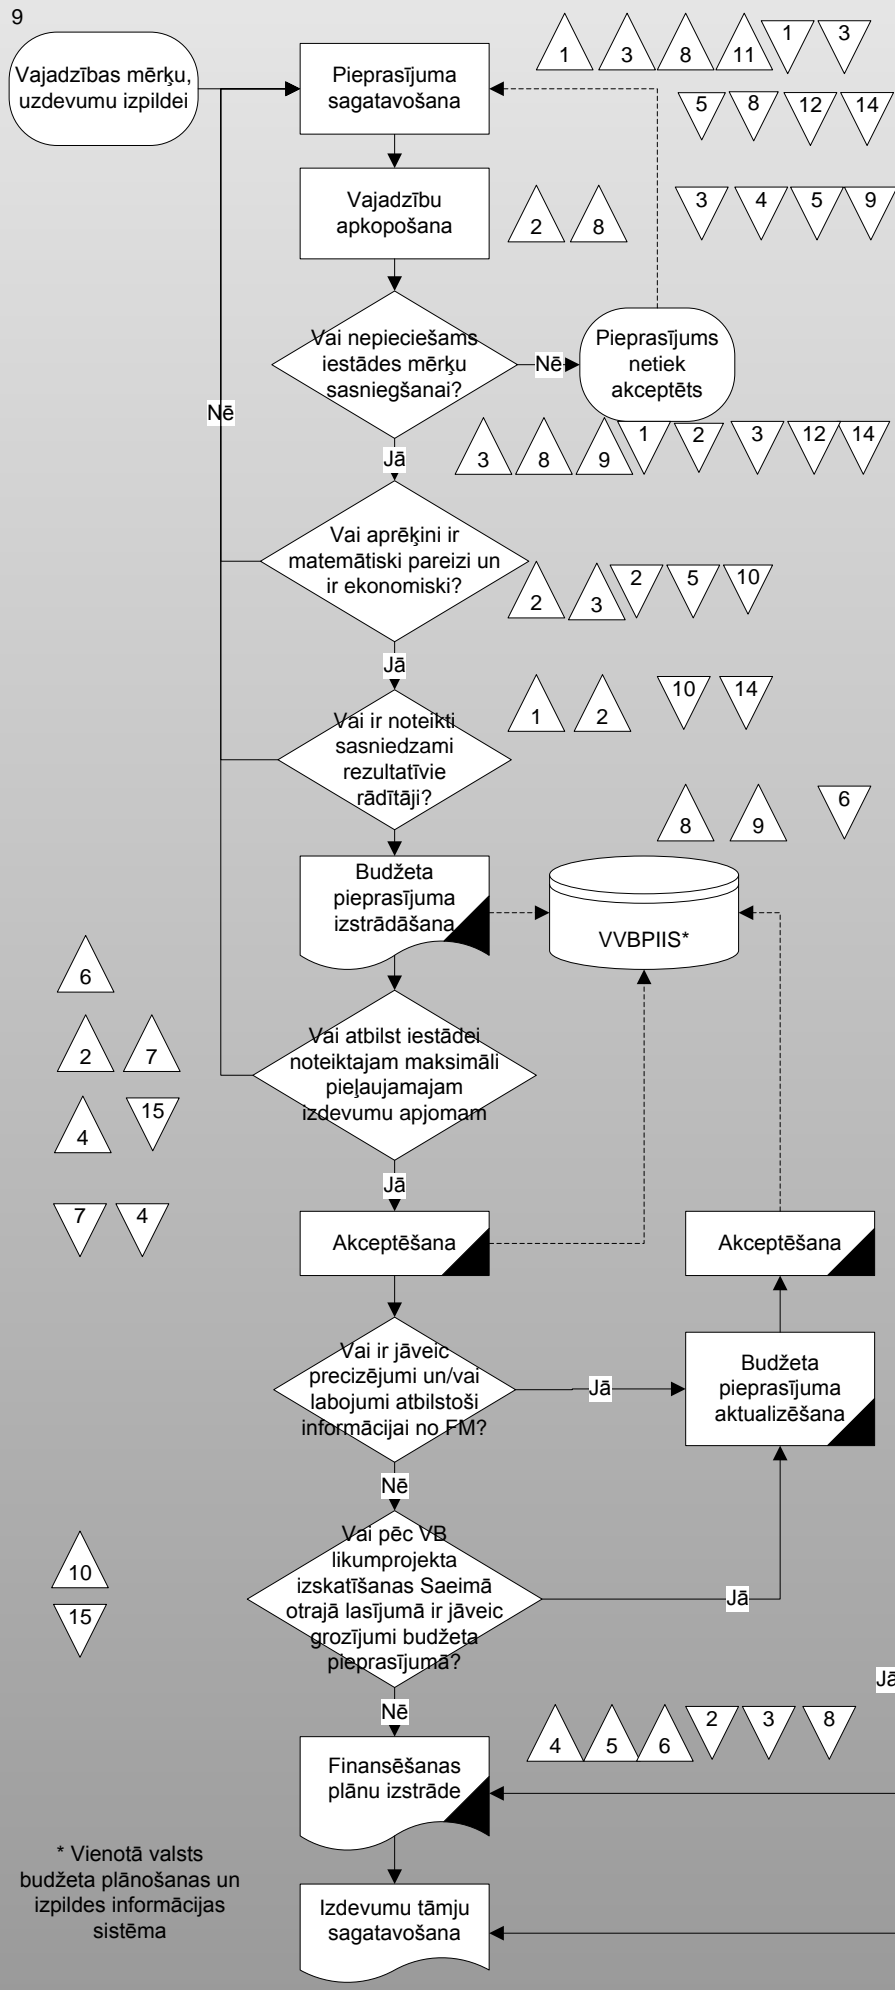 9
Vajadzības mērķu,
uzdevumu izpildei
Pieprasījuma
sagatavošana
1 3 8 11 1 3
5 8 12 14
Vajadzību
apkopošana
2 8
3 4 5 9
Vai nepieciešams
iestādes mērķu
sasniegšanai?
Nē
Pieprasījums
netiek
akceptēts
Nē
Jā
3 8 9 1 2 3 12 14
Vai aprēķini ir
matemātiski pareizi un
ir ekonomiski?
2 3 2 5 10
Jā
Vai ir noteikti
sasniedzami
rezultatīvie
rādītāji?
1 2 10 14
8 9 6
Budžeta
pieprasījuma
izstrādāšana
VVBPIIS*
6
2 7
4 15
7 4
Vai atbilst iestādei
noteiktajam maksimāli
pieļaujamajam
izdevumu apjomam
Jā
Akceptēšana
Akceptēšana
Vai ir jāveic
precizējumi un/vai
labojumi atbilstoši
informācijai no FM?
Jā
Budžeta
pieprasījuma
aktualizēšana
Nē
Vai pēc VB
likumprojekta
izskatīšanas Saeimā
otrajā lasījumā ir jāveic
grozījumi budžeta
pieprasījumā?
Jā
10
15
Jā
Nē
4 5 6 2 3 8
Finansēšanas
plānu izstrāde
* Vienotā valsts
budžeta plānošanas un
izpildes informācijas
sistēma
Izdevumu tāmju
sagatavošana